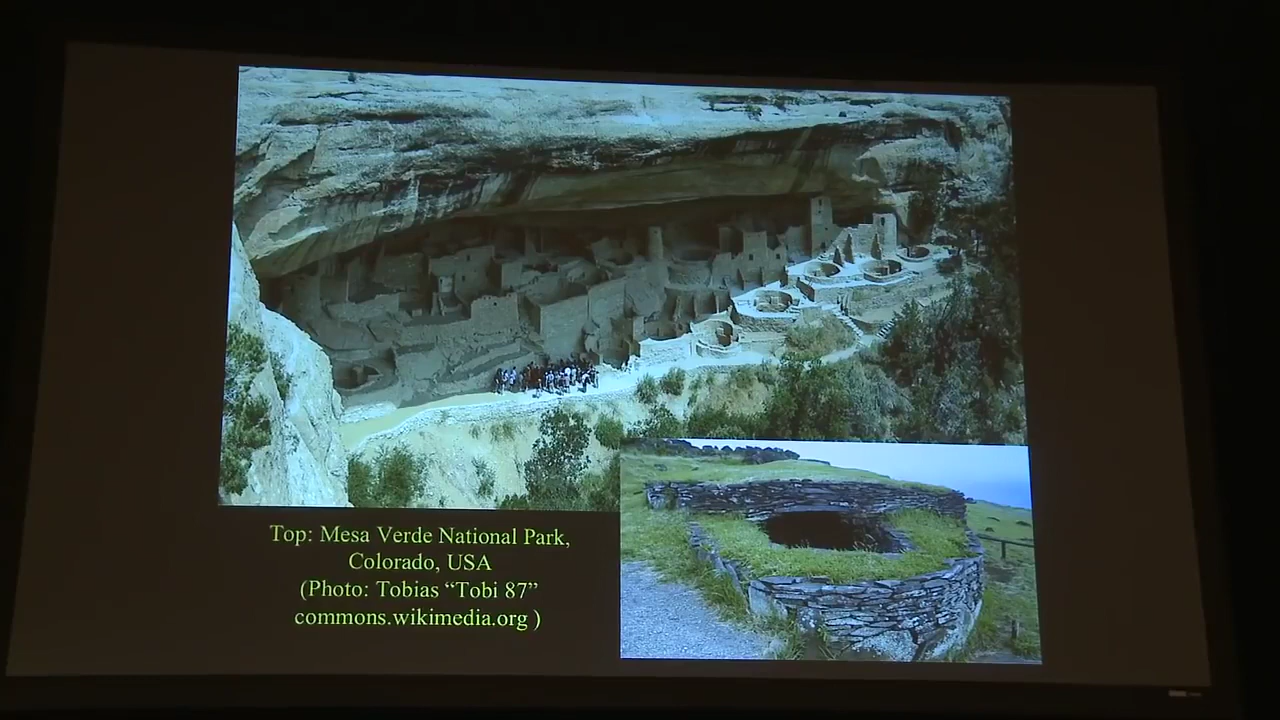 Top: Mesa Verde National Park,
Colorado, USA
(Photo: Tobias “Tobi 87”
commons.wikimedia.org )